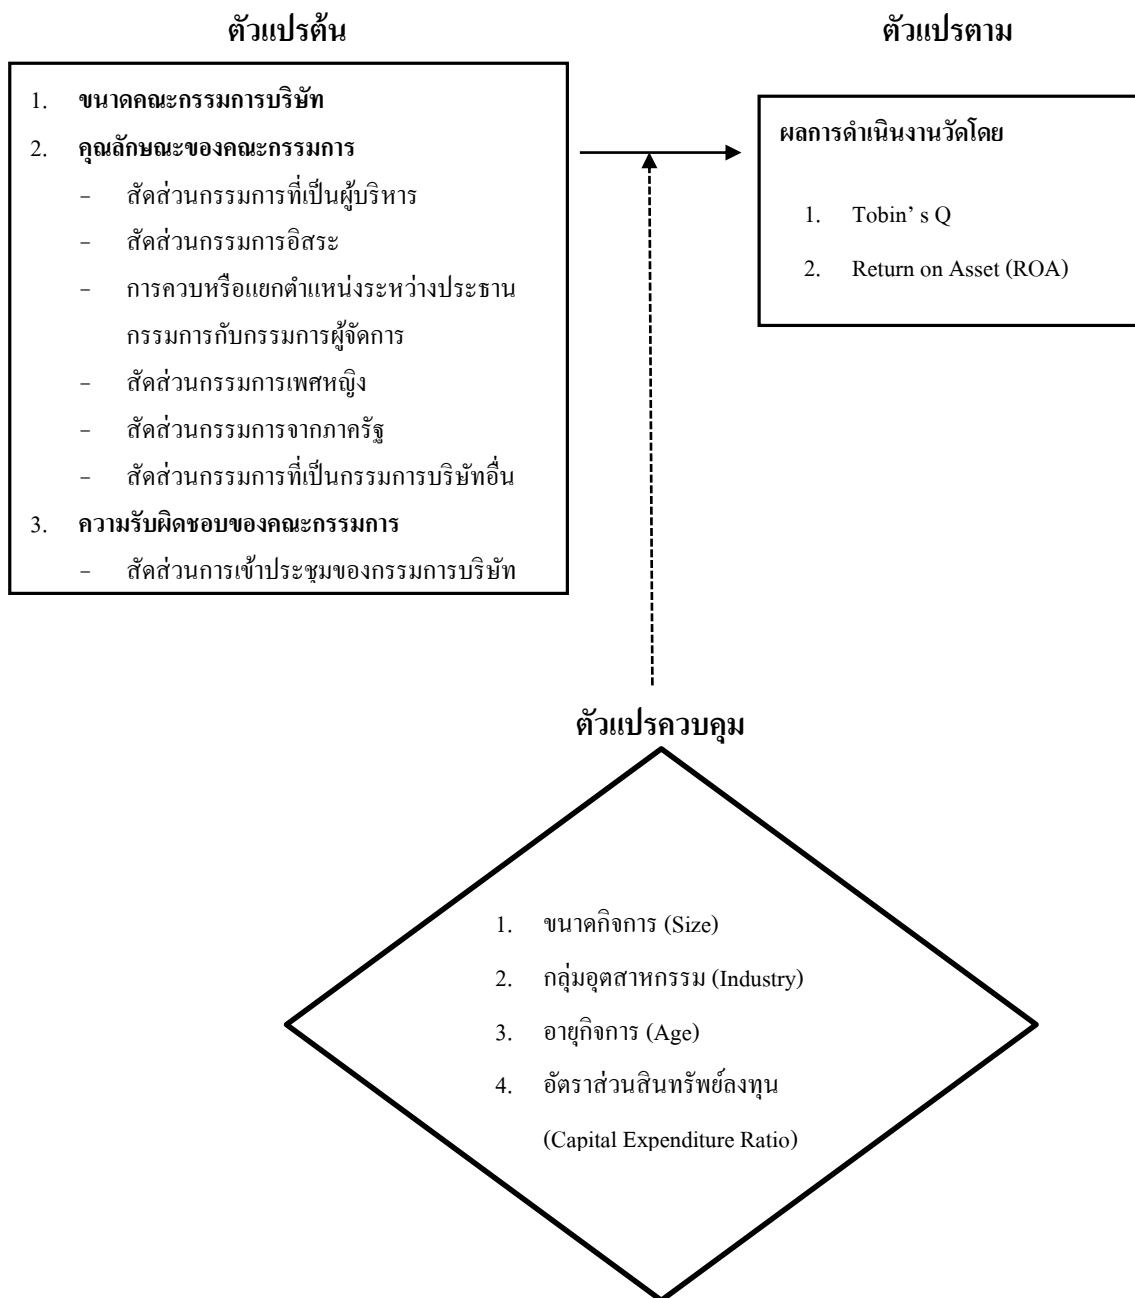 ตัวแปรต้น
1. ขนาดคณะกรรมการบริษัท
2. คุณลักษณะของคณะกรรมการ
- สัดส่วนกรรมการที่เป็นผู้บริหาร
- สัดส่วนกรรมการอิสระ
- การควบหรือแยกตำแหน่งระหว่างประธาน
กรรมการกับกรรมการผู้จัดการ
- สัดส่วนกรรมการเพศหญิง
- สัดส่วนกรรมการจากภาครัฐ
- สัดส่วนกรรมการที่เป็นกรรมการบริษัทอื่น
3. ความรับผิดชอบของคณะกรรมการ
- สัดส่วนการเข้าประชุมของกรรมการบริษัท
ตัวแปรตาม
ผลการดำเนินงานวัดโดย
1. Tobin’ s Q
2. Return on Asset (ROA)
ตัวแปรควบคุม
1. ขนาดกิจการ (Size)
2. กลุ่มอุตสาหกรรม (Industry)
3. อายุกิจการ (Age)
4. อัตราส่วนสินทรัพย์ลงทุน
(Capital Expenditure Ratio)